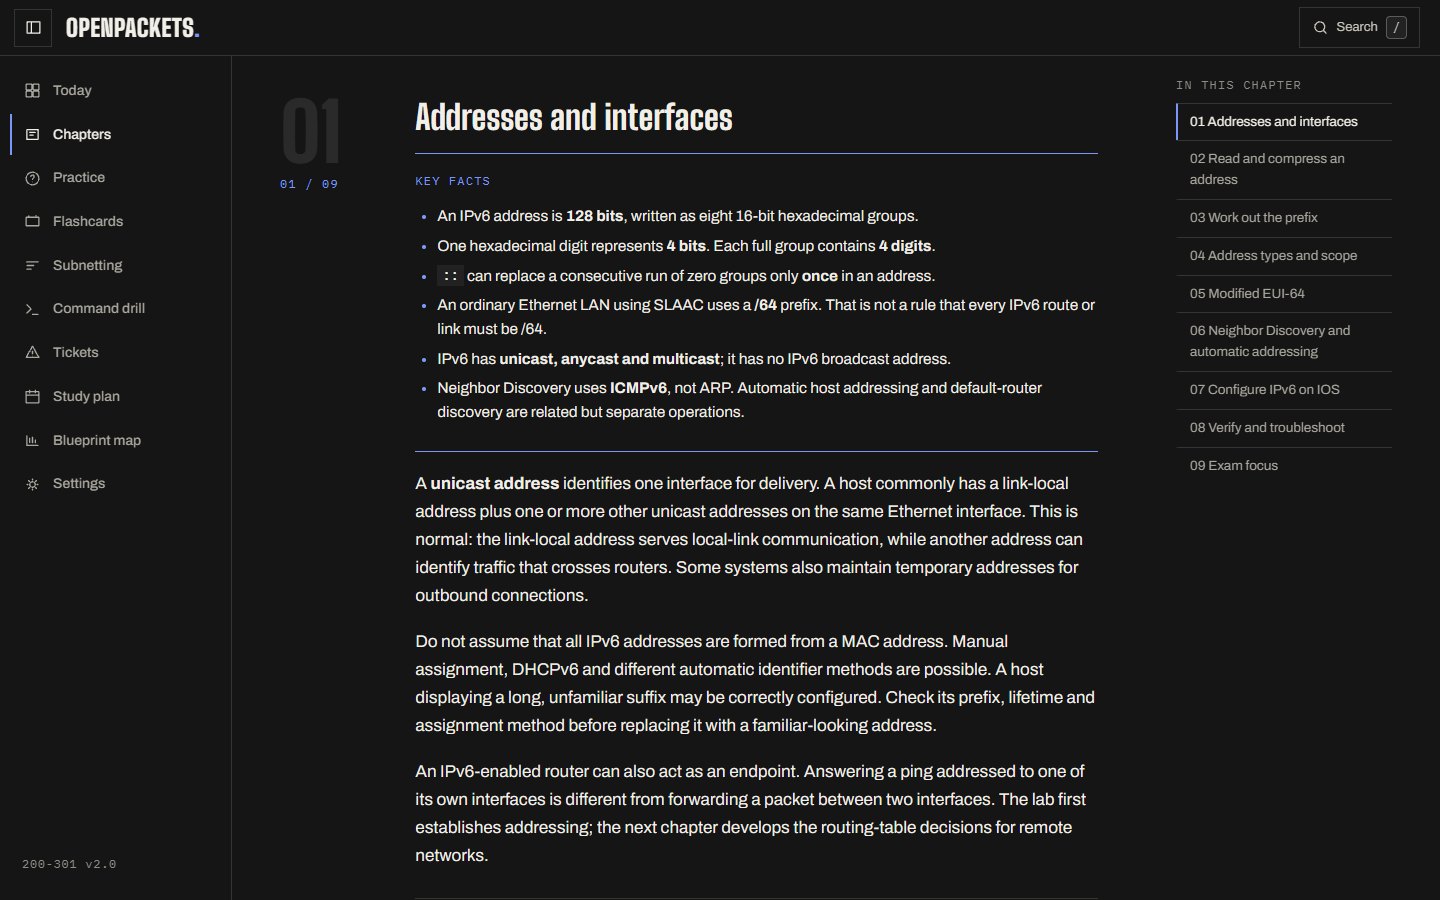 OPENPACKETS.
Search /
Today
Chapters
Practice
Flashcards
Subnetting
Command drill
Tickets
Study plan
Blueprint map
Settings
200-301 v2.0
01
01 / 09
Addresses and interfaces
KEY FACTS
• An IPv6 address is 128 bits, written as eight 16-bit hexadecimal groups.
• One hexadecimal digit represents 4 bits. Each full group contains 4 digits.
• :: can replace a consecutive run of zero groups only once in an address.
• An ordinary Ethernet LAN using SLAAC uses a /64 prefix. That is not a rule that every IPv6 route or
link must be /64.
• IPv6 has unicast, anycast and multicast; it has no IPv6 broadcast address.
• Neighbor Discovery uses ICMPv6, not ARP. Automatic host addressing and default-router
discovery are related but separate operations.
A unicast address identifies one interface for delivery. A host commonly has a link-local
address plus one or more other unicast addresses on the same Ethernet interface. This is
normal: the link-local address serves local-link communication, while another address can
identify traffic that crosses routers. Some systems also maintain temporary addresses for
outbound connections.
Do not assume that all IPv6 addresses are formed from a MAC address. Manual
assignment, DHCPv6 and different automatic identifier methods are possible. A host
displaying a long, unfamiliar suffix may be correctly configured. Check its prefix, lifetime and
assignment method before replacing it with a familiar-looking address.
An IPv6-enabled router can also act as an endpoint. Answering a ping addressed to one of
its own interfaces is different from forwarding a packet between two interfaces. The lab first
establishes addressing; the next chapter develops the routing-table decisions for remote
networks.
IN THIS CHAPTER
01 Addresses and interfaces
02 Read and compress an
address
03 Work out the prefix
04 Address types and scope
05 Modified EUI-64
06 Neighbor Discovery and
automatic addressing
07 Configure IPv6 on IOS
08 Verify and troubleshoot
09 Exam focus